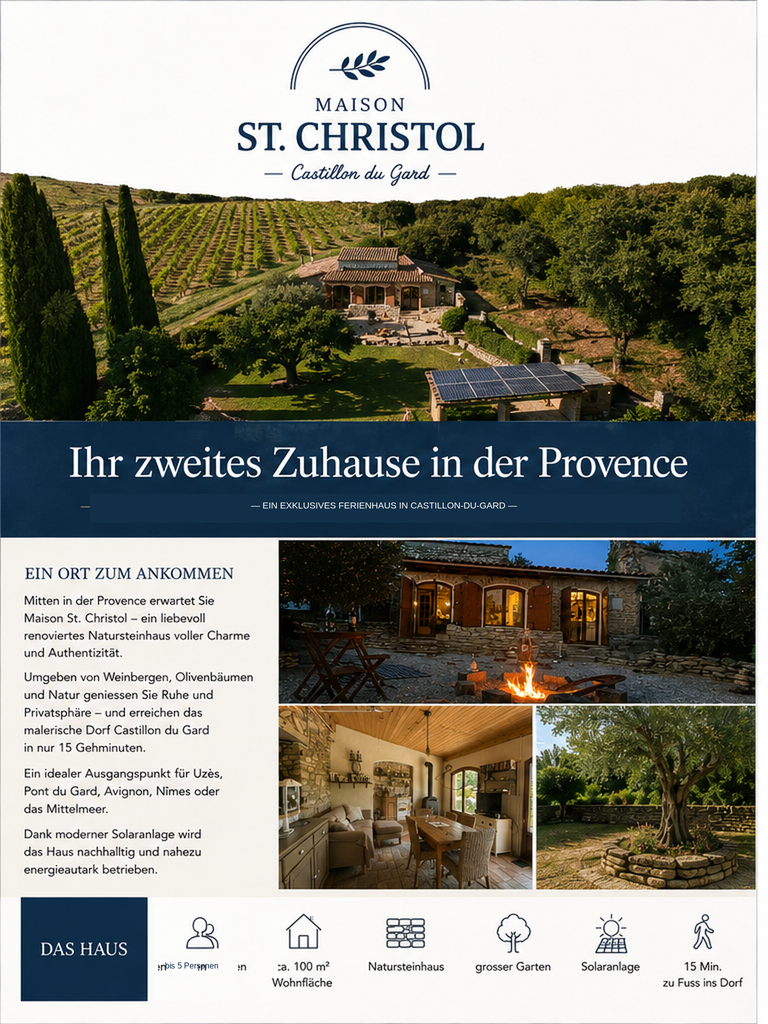 MAISON
ST. CHRISTOL
— Castillon du Gard —
Ihr zweites Zuhause in der Provence
— EIN EXKLUSIVES FERIENHAUS IN CASTILLON-DU-GARD —
EIN ORT ZUM ANKOMMEN
Mitten in der Provence erwartet Sie
Maison St. Christol – ein liebevoll
renoviertes Natursteinhaus voller Charme
und Authentizität.
Umgeben von Weinbergen, Olivenbäumen
und Natur geniessen Sie Ruhe und
Privatsphäre – und erreichen das
malerische Dorf Castillon du Gard
in nur 15 Gehminuten.
Ein idealer Ausgangspunkt für Uzès,
Pont du Gard, Avignon, Nîmes oder
das Mittelmeer.
Dank moderner Solaranlage wird
das Haus nachhalltig und nahezu
energieautark betrieben.
DAS HAUS
bis 5 Personen
ca. 100 m²
Wohnfläche
Natursteinhaus
grosser Garten
Solaranlage
15 Min.
zu Fuss ins Dorf